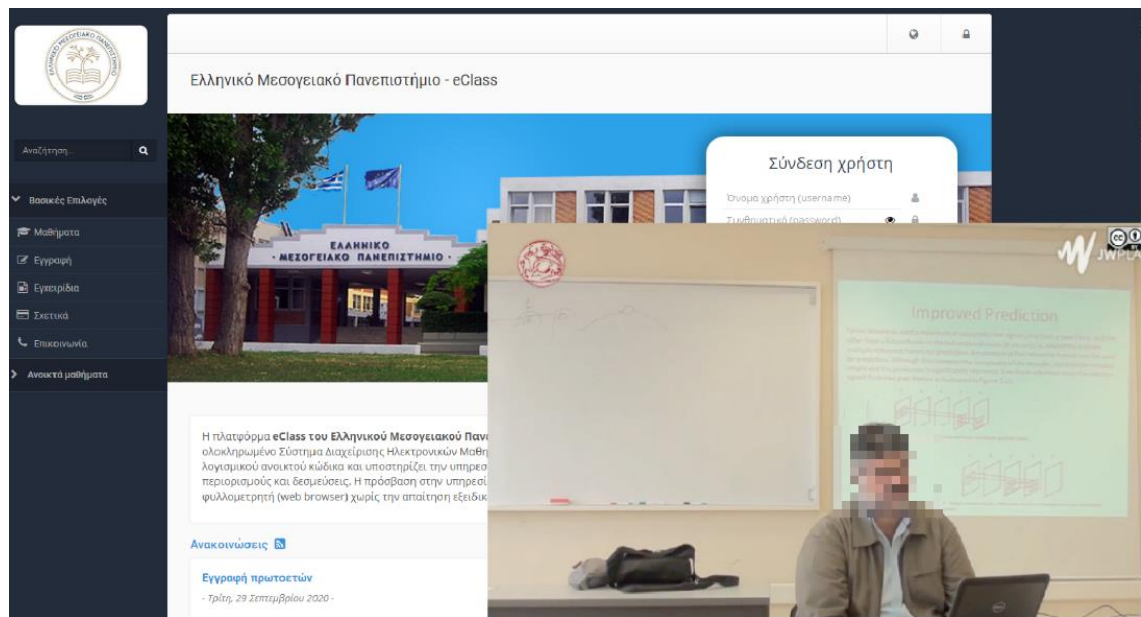 Ελληνικό Μεσογειακό Πανεπιστήμιο - eClass
Αναζήτηση...
Βασικές Επιλογές
Μαθήματα
Εγγραφή
Εγχειρίδια
Σχετικά
Επικοινωνία
Ανοικτά μαθήματα
ΕΛΛΗΝΙΚΟ
· ΜΕΣΟΓΕΙΑΚΟ ΠΑΝΕΠΙΣΤΗΜΙΟ ·
Σύνδεση χρήστη
Όνομα χρήστη (username)
Συνθηματικό (password)
cc
JWPLA
Improved Prediction
Η πλατφόρμα eClass του Ελληνικού Μεσογειακού Παν
ολοκληρωμένο Σύστημα Διαχείρισης Ηλεκτρονικών Μαθη
λογισμικού ανοικτού κώδικα και υποστηρίζει την υπηρεσ
περιορισμούς και δεσμεύσεις. Η πρόσβαση στην υπηρεσί
φυλλομετρητή (web browser) χωρίς την απαίτηση εξειδικ
Ανακοινώσεις
Εγγραφή πρωτοετών
- Τρίτη, 29 Σεπτεμβρίου 2020 -